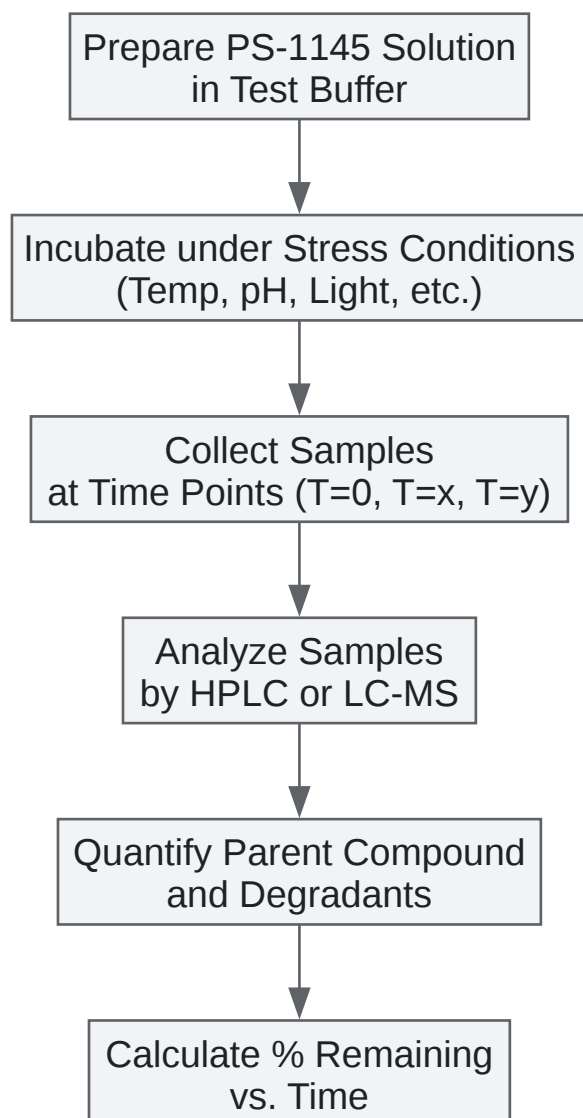 Prepare PS-1145 Solution
in Test Buffer
Incubate under Stress Conditions
(Temp, pH, Light, etc.)
Collect Samples
at Time Points (T=0, T=x, T=y)
Analyze Samples
by HPLC or LC-MS
Quantify Parent Compound
and Degradants
Calculate % Remaining
vs. Time